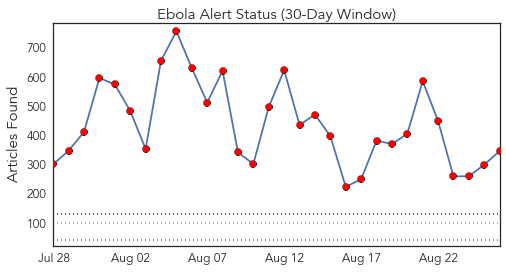 Ebola Alert Status (30-Day Window)
700
600
500
400
300
200
100
Articles Found
Jul 28 Aug 02 Aug 07 Aug 12 Aug 17 Aug 22